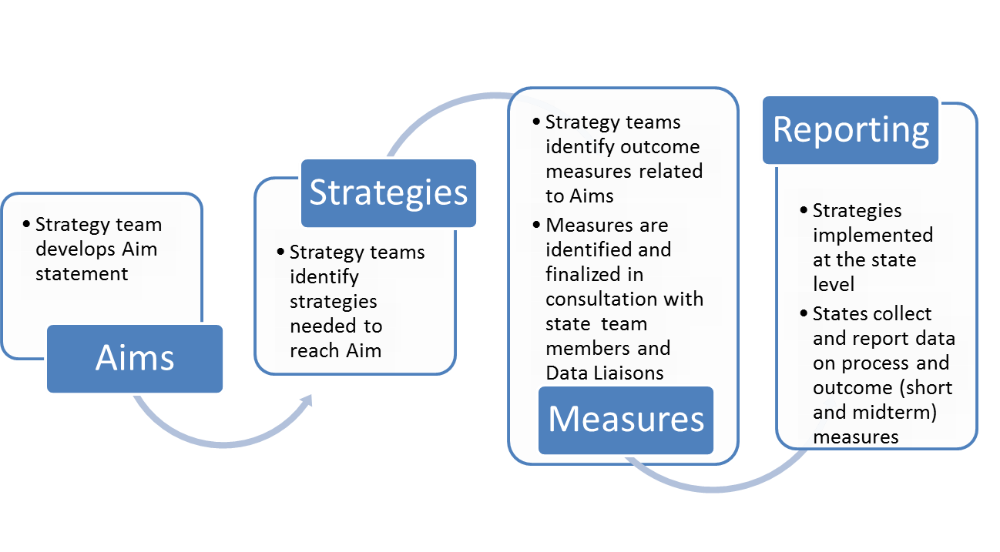 • Strategy team
develops Aim
statement
Aims
Strategies
• Strategy teams
identify
strategies
needed to
reach Aim
• Strategy teams
identify outcome
measures related
to Aims
• Measures are
identified and
finalized in
consultation with
state team
members and
Data Liaisons
Measures
Reporting
• Strategies
implemented
at the state
level
• States collect
and report data
on process and
outcome (short
and midterm)
measures